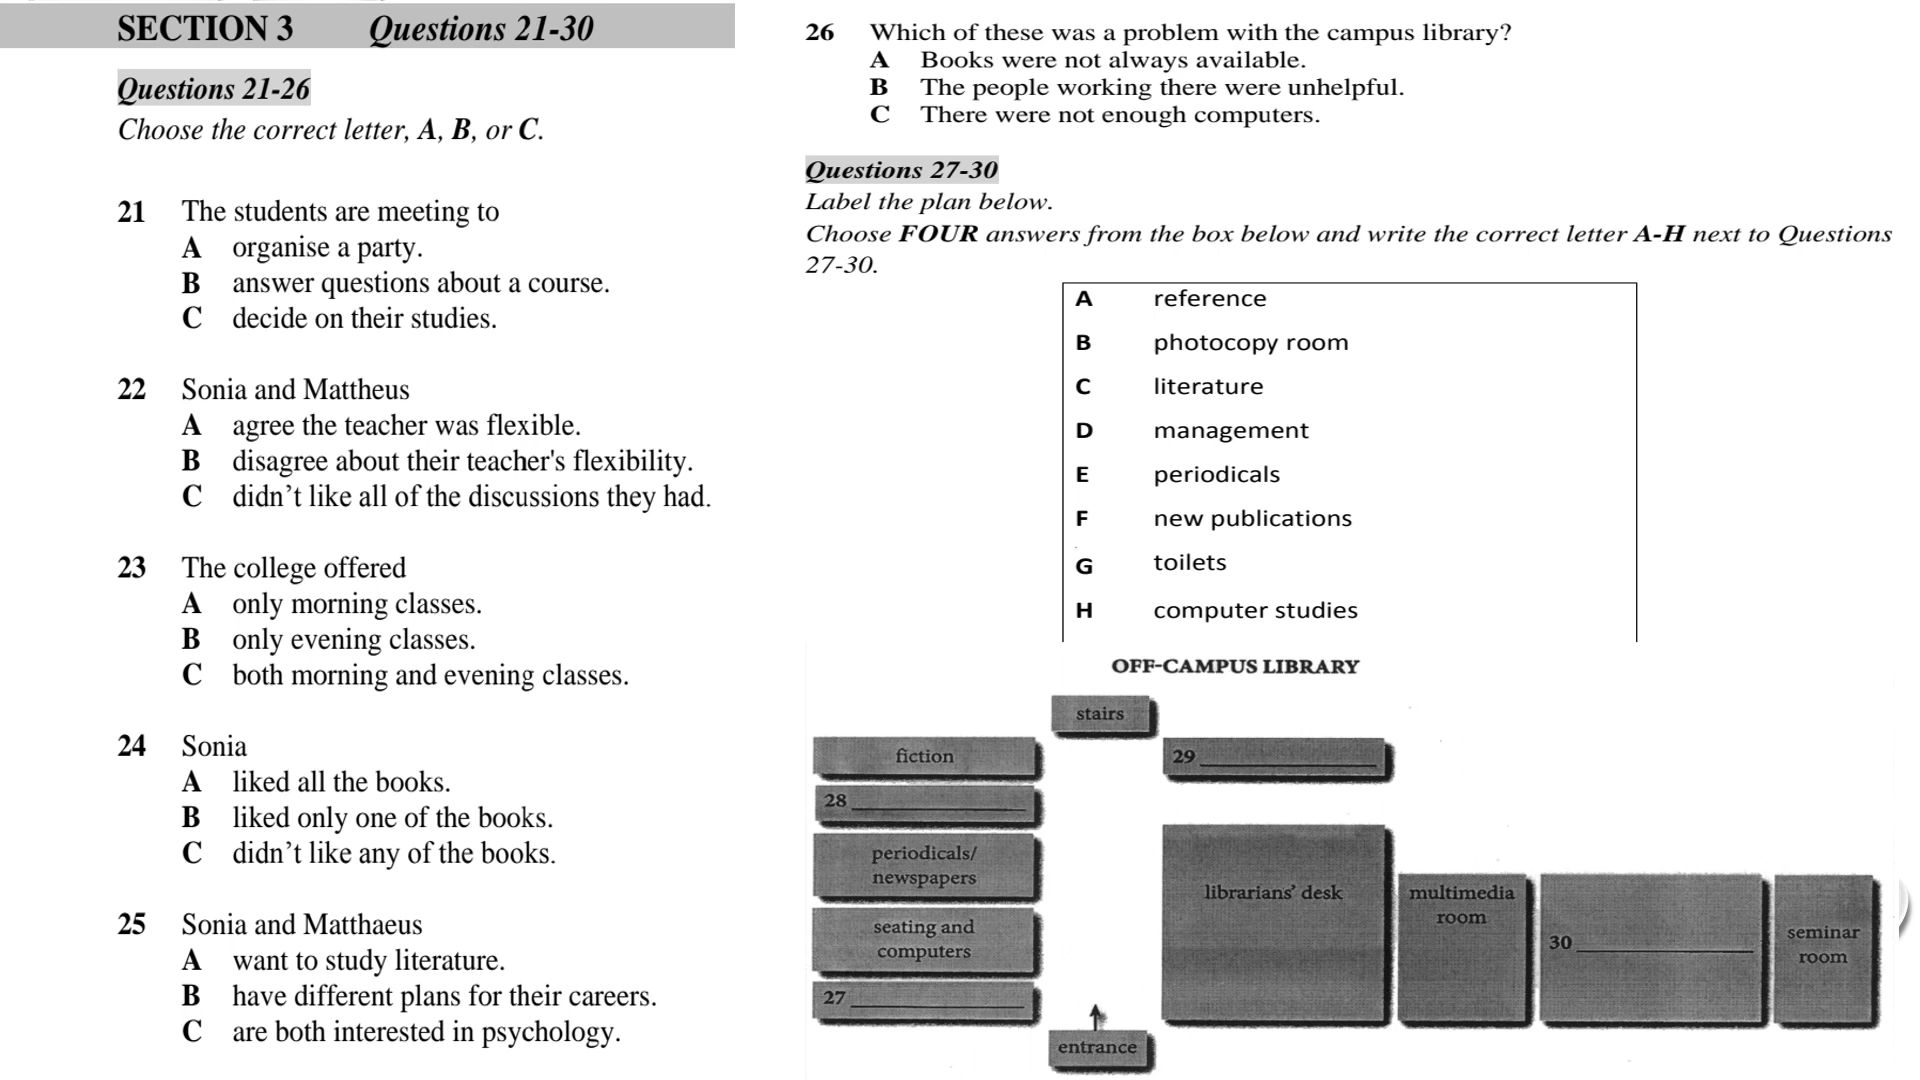 SECTION 3 Questions 21-30
Questions 21-26
Choose the correct letter, A, B, or C.
21 The students are meeting to
A organise a party.
B answer questions about a course.
C decide on their studies.
22 Sonia and Mattheus
A agree the teacher was flexible.
B disagree about their teacher's flexibility.
C didn’t like all of the discussions they had.
23 The college offered
A only morning classes.
B only evening classes.
C both morning and evening classes.
24 Sonia
A liked all the books.
B liked only one of the books.
C didn’t like any of the books.
25 Sonia and Matthaeus
A want to study literature.
B have different plans for their careers.
C are both interested in psychology.
26 Which of these was a problem with the campus library?
A Books were not always available.
B The people working there were unhelpful.
C There were not enough computers.
Questions 27-30
Label the plan below.
Choose FOUR answers from the box below and write the correct letter A-H next to Questions
27-30.
A reference
B photocopy room
C literature
D management
E periodicals
F new publications
G toilets
H computer studies
OFF-CAMPUS LIBRARY
stairs
fiction
29
28
periodicals/
newspapers
librarians’ desk
multimedia
room
seating and
computers
30
seminar
room
27
entrance